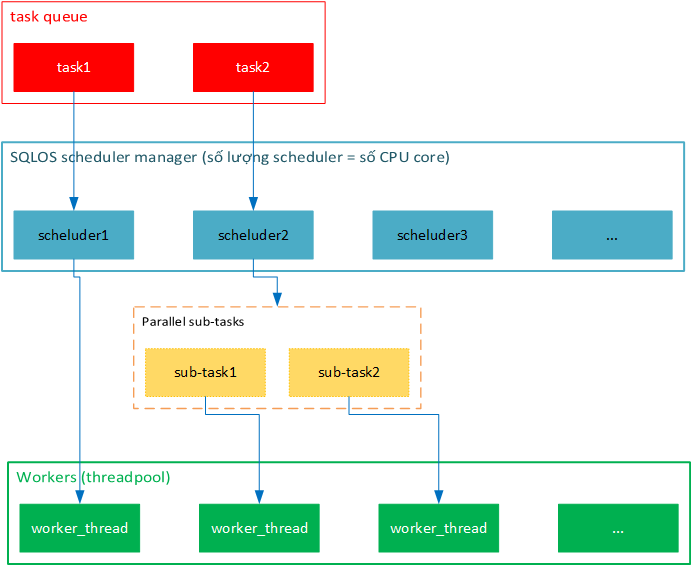 task queue
task1
task2
SQLOS scheduler manager (số lượng scheduler = số CPU core)
scheluder1
scheluder2
scheluder3
...
Parallel sub-tasks
sub-task1
sub-task2
Workers (threadpool)
worker_thread
worker_thread
worker_thread
...